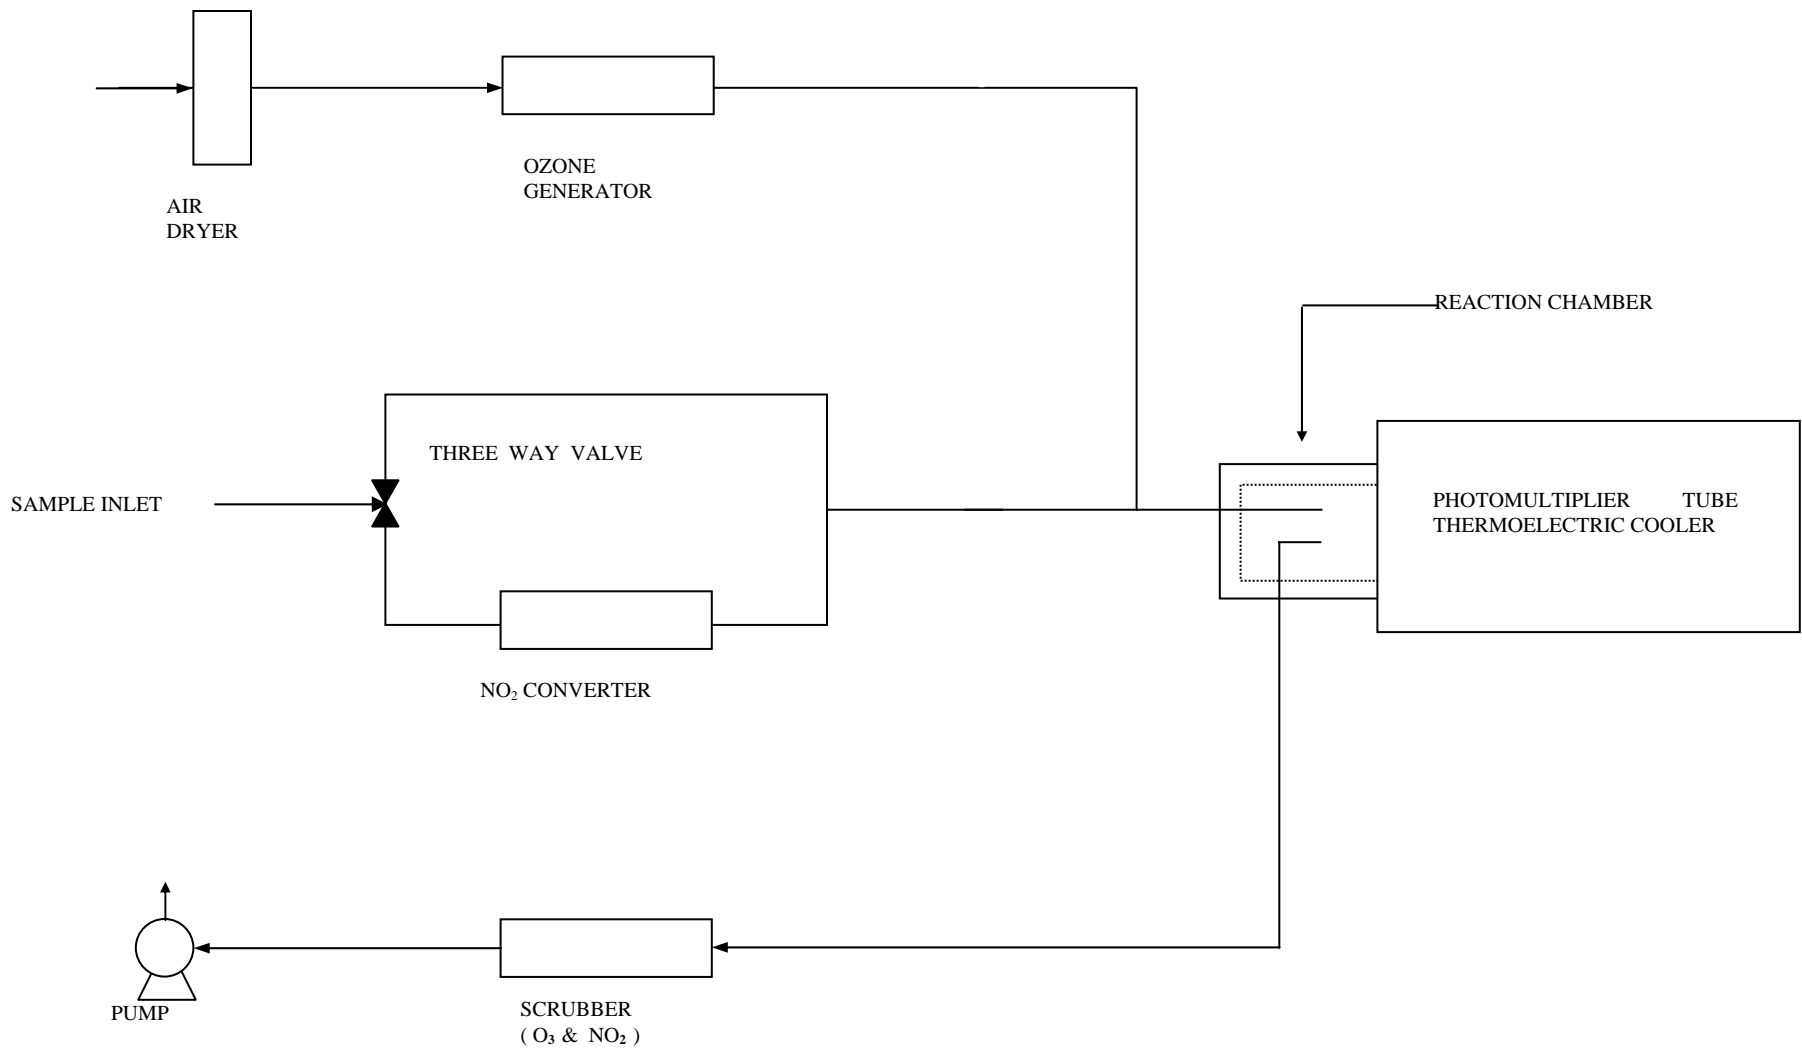 OZONE
GENERATOR
AIR
DRYER
REACTION CHAMBER
THREE WAY VALVE
SAMPLE INLET
PHOTOMULTIPLIER TUBE
THERMOELECTRIC COOLER
NO₂ CONVERTER
PUMP
SCRUBBER
( O₃ & NO₂ )